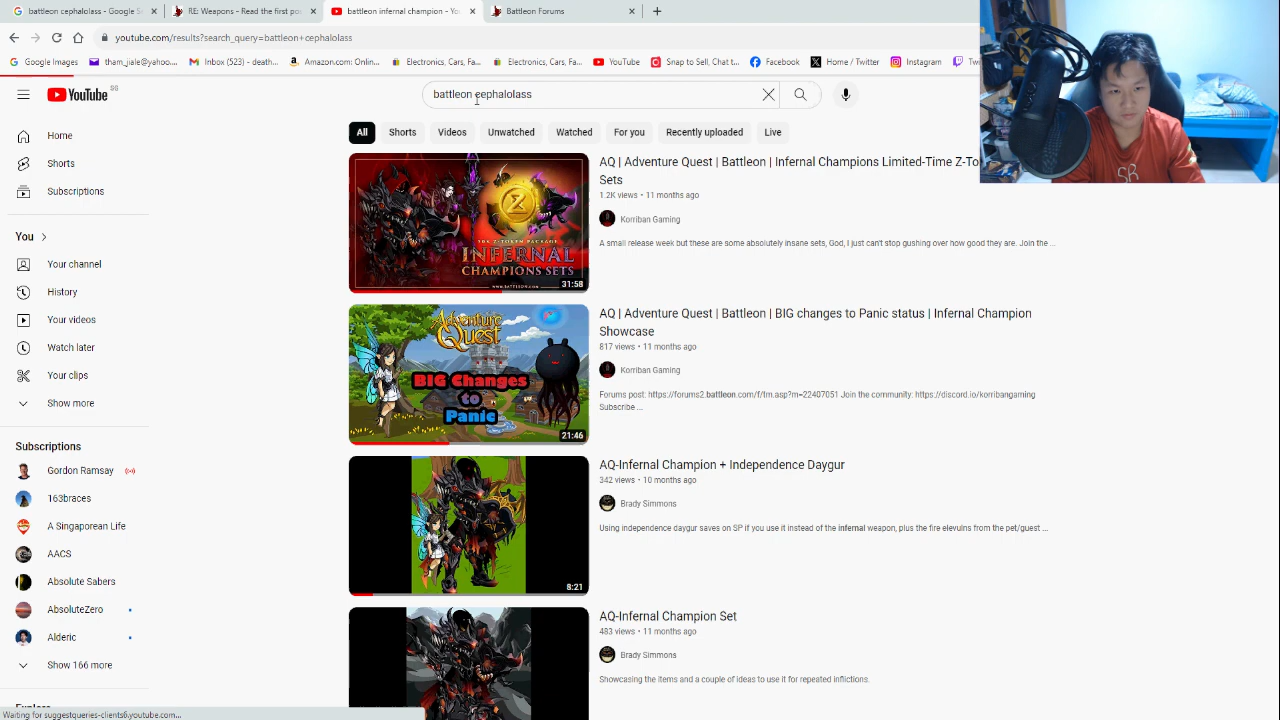 battleon cephalolass - Google S
RE: Weapons - Read the first po
battleon infernal champion - Yo
Battleon Forums
youtube.com/results?search_query=battleon+cephalolass
Google Images
tham_jiale@yahoo...
Inbox (523) - death...
Amazon.com: Onlin...
Electronics, Cars, Fa...
Electronics, Cars, Fa...
YouTube
Snap to Sell, Chat t...
Facebook
Home / Twitter
Instagram
YouTube SG
battleon cephalolass
All
Shorts
Videos
Unwatched
Watched
For you
Recently uploaded
Live
Home
Shorts
Subscriptions
You
Your channel
History
Your videos
Watch later
Your clips
Show more
Subscriptions
Gordon Ramsay
163braces
A Singaporean Life
AACS
Absolute Sabers
AbsoluteZero
Alderic
Show 166 more
Z
INFERNAL
CHAMPIONS SETS
WWW.BATTLEON.COM
31:58
AQ | Adventure Quest | Battleon | Infernal Champions Limited-Time Z-To
Sets
1.2K views • 11 months ago
Korriban Gaming
A small release week but these are some absolutely insane sets, God, I just can't stop gushing over how good they are. Join the ...
Adventure
Quest
BIG Changes
to
Panic
21:46
AQ | Adventure Quest | Battleon | BIG changes to Panic status | Infernal Champion
Showcase
817 views • 11 months ago
Korriban Gaming
Forums post: https://forums2.battleon.com/f/tm.asp?m=22407051 Join the community: https://discord.io/korribangaming
Subscribe ...
8:21
AQ-Infernal Champion + Independence Daygur
342 views • 10 months ago
Brady Simmons
Using independence daygur saves on SP if you use it instead of the infernal weapon, plus the fire elevulns from the pet/guest ...
AQ-Infernal Champion Set
483 views • 11 months ago
Brady Simmons
Showcasing the items and a couple of ideas to use it for repeated inflictions.
SR
Waiting for suggestqueries-clients6.youtube.com...